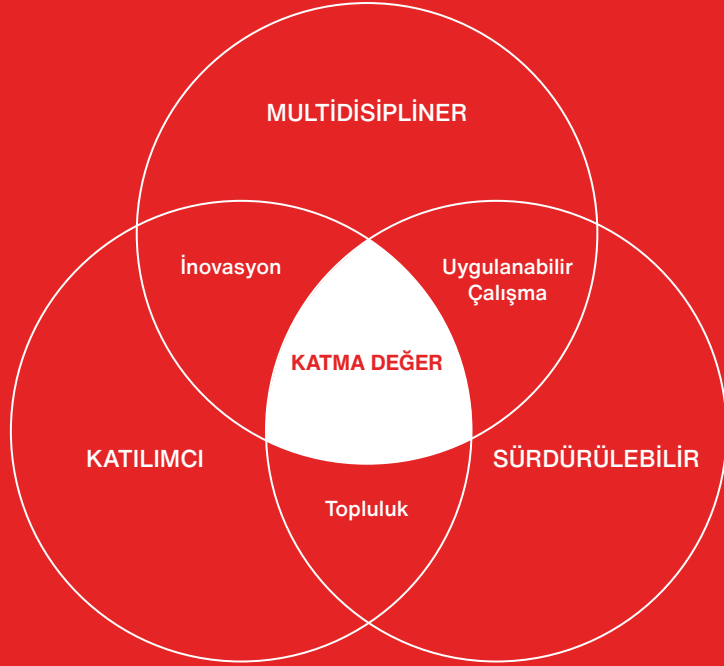 MULTİDİSİPLİNER
İnovasyon
Uygulanabilir
Çalışma
KATMA DEĞER
KATILIMCI
SÜRDÜRÜLEBİLİR
Topluluk